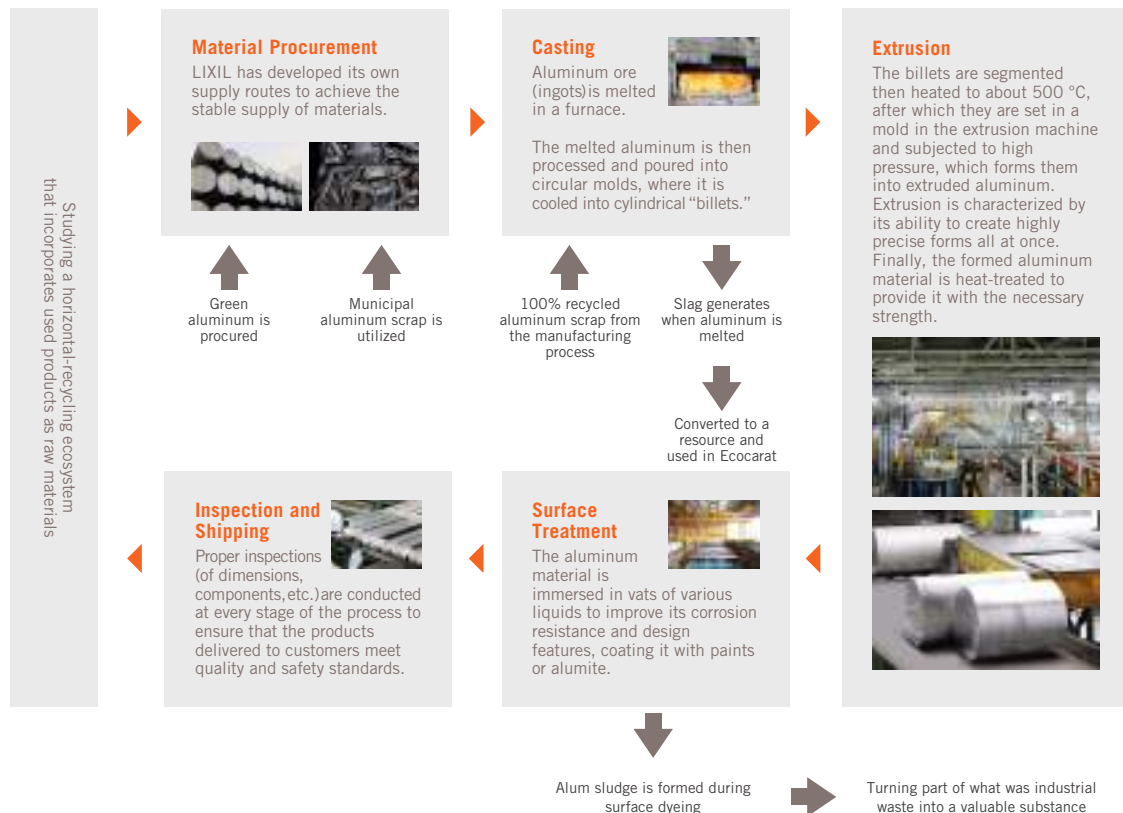 Studying a horizontal-recycling ecosystem
that incorporates used products as raw materials
Material Procurement
LIXIL has developed its own
supply routes to achieve the
stable supply of materials.
Green
aluminum is
procured
Municipal
aluminum scrap is
utilized
Casting
Aluminum ore
(ingots) is melted
in a furnace.
The melted aluminum is then
processed and poured into
circular molds, where it is
cooled into cylindrical “billets.”
100% recycled
aluminum scrap from
the manufacturing
process
Slag generates
when aluminum is
melted
Converted to a
resource and
used in Ecocarat
Extrusion
The billets are segmented
then heated to about 500 °C,
after which they are set in a
mold in the extrusion machine
and subjected to high
pressure, which forms them
into extruded aluminum.
Extrusion is characterized by
its ability to create highly
precise forms all at once.
Finally, the formed aluminum
material is heat-treated to
provide it with the necessary
strength.
Surface
Treatment
The aluminum
material is
immersed in vats of various
liquids to improve its corrosion
resistance and design
features, coating it with paints
or alumite.
Alum sludge is formed during
surface dyeing
Turning part of what was industrial
waste into a valuable substance
Inspection and
Shipping
Proper inspections
(of dimensions,
components, etc.) are conducted
at every stage of the process to
ensure that the products
delivered to customers meet
quality and safety standards.